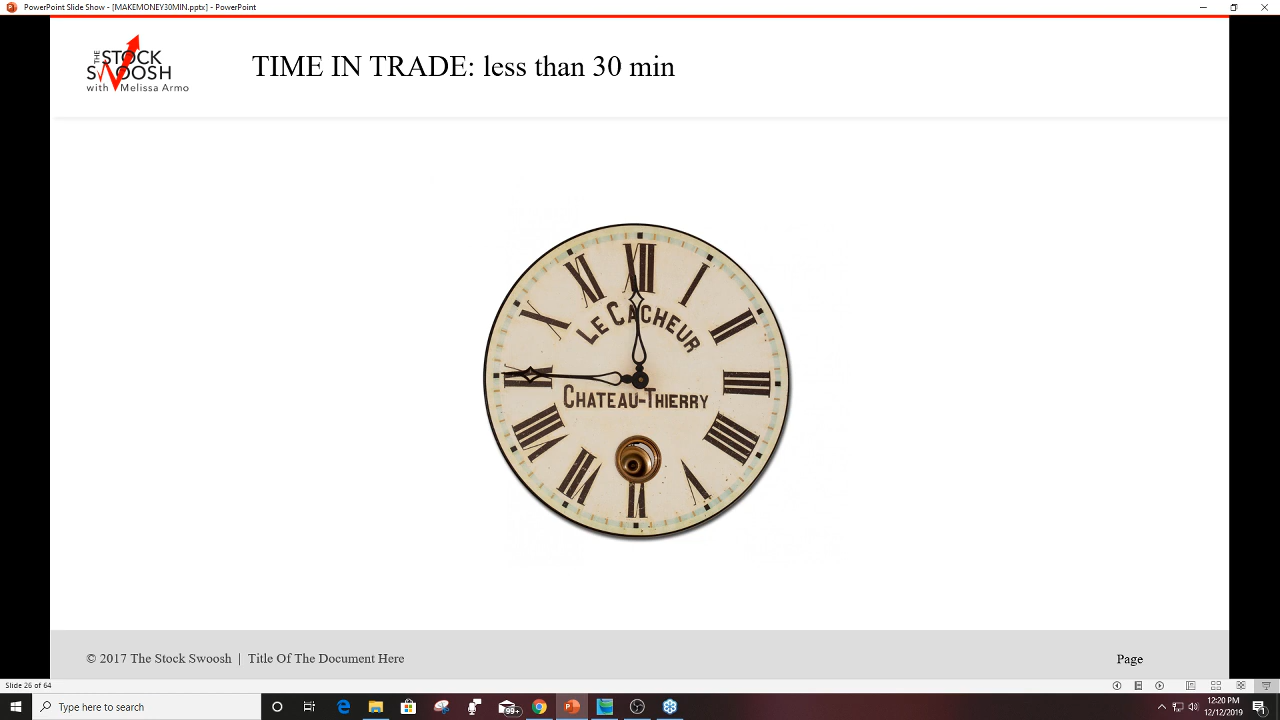 PowerPoint Slide Show - [MAKEMONEY30MIN.pptx] - PowerPoint
THE
STOCK
SWOOSH
with Melissa Armo
TIME IN TRADE: less than 30 min
XII
I
II
III
IIII
V
VI
VII
VIII
IX
X
XI
LE CACHEUR
CHATEAU-THIERRY
© 2017 The Stock Swoosh | Title Of The Document Here
Page
Slide 26 of 64
Type here to search
99+
12:20 PM
12/12/2019
1